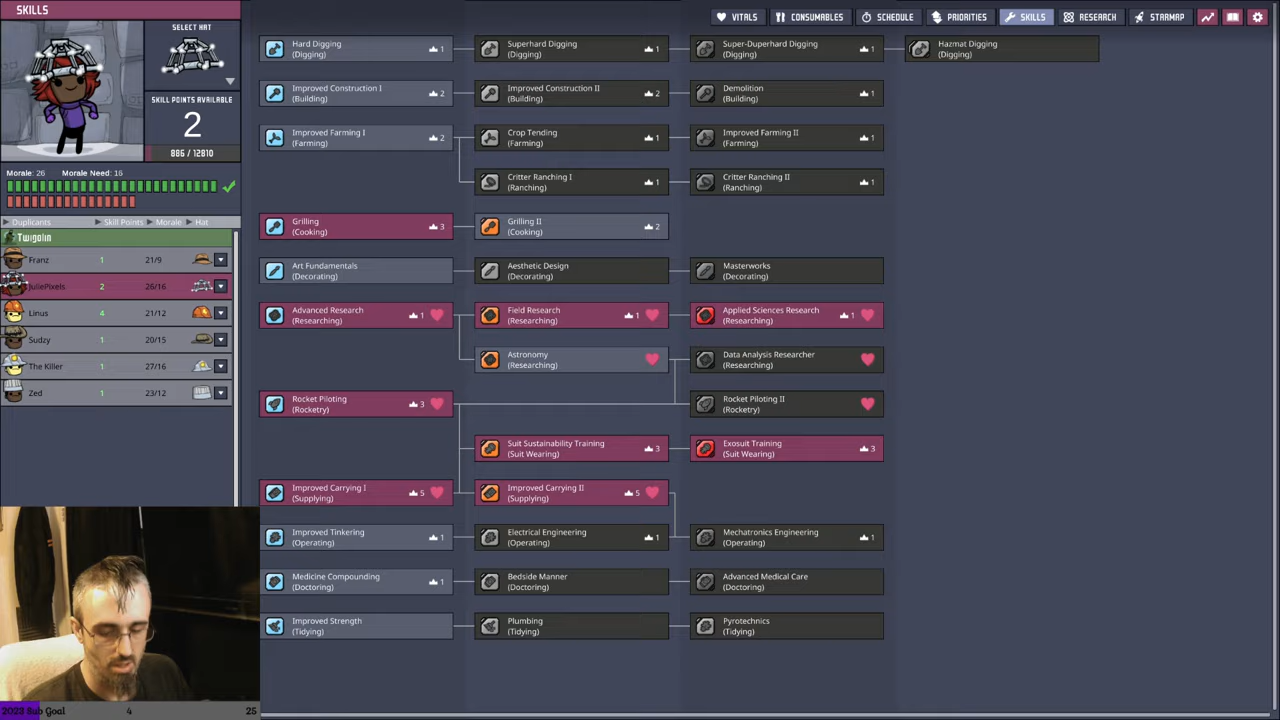 SKILLS
VITALS
CONSUMABLES
SCHEDULE
PRIORITIES
SKILLS
RESEARCH
STARMAP
SELECT HAT
SKILL POINTS AVAILABLE
2
886 / 12810
Morale: 26 Morale Need: 16
Duplicants Skill Points Morale Hat
Twigolin
Franz 1 21/9
JuliePixels 2 26/16
Linus 4 21/12
Sudzy 1 20/15
The Killer 1 27/16
Zed 1 23/12
Hard Digging
(Digging)
1
Superhard Digging
(Digging)
1
Super-Duperhard Digging
(Digging)
1
Hazmat Digging
(Digging)
Improved Construction I
(Building)
2
Improved Construction II
(Building)
2
Demolition
(Building)
1
Improved Farming I
(Farming)
2
Crop Tending
(Farming)
1
Improved Farming II
(Farming)
1
Critter Ranching I
(Ranching)
1
Critter Ranching II
(Ranching)
1
Grilling
(Cooking)
3
Grilling II
(Cooking)
2
Art Fundamentals
(Decorating)
Aesthetic Design
(Decorating)
Masterworks
(Decorating)
Advanced Research
(Researching)
1
Field Research
(Researching)
1
Applied Sciences Research
(Researching)
1
Astronomy
(Researching)
Data Analysis Researcher
(Researching)
Rocket Piloting
(Rocketry)
3
Rocket Piloting II
(Rocketry)
Suit Sustainability Training
(Suit Wearing)
3
Exosuit Training
(Suit Wearing)
3
Improved Carrying I
(Supplying)
5
Improved Carrying II
(Supplying)
5
Improved Tinkering
(Operating)
1
Electrical Engineering
(Operating)
1
Mechatronics Engineering
(Operating)
1
Medicine Compounding
(Doctoring)
1
Bedside Manner
(Doctoring)
Advanced Medical Care
(Doctoring)
Improved Strength
(Tidying)
Plumbing
(Tidying)
Pyrotechnics
(Tidying)
2023 Sub Goal 4 25